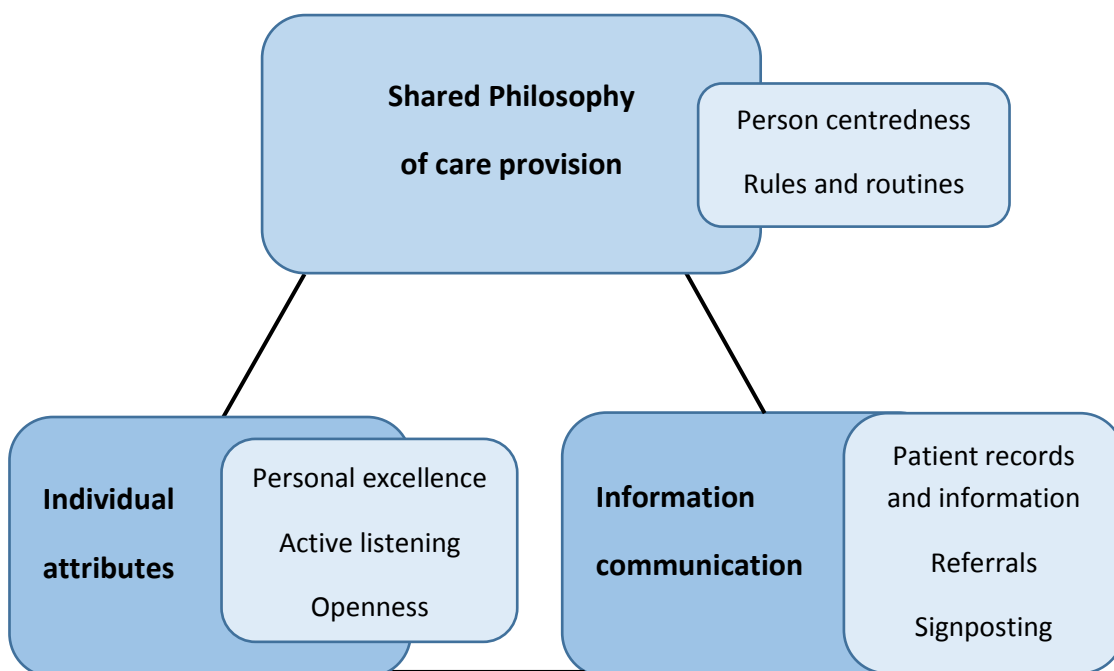 Shared Philosophy
of care provision
Person centredness
Rules and routines
Individual
attributes
Personal excellence
Active listening
Openness
Information
communication
Patient records
and information
Referrals
Signposting